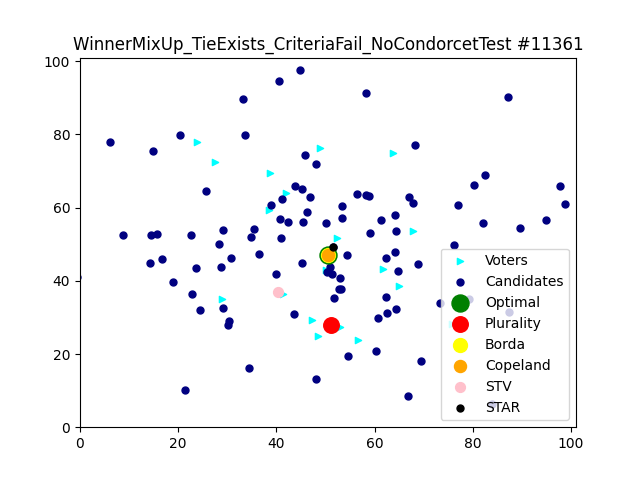 WinnerMixUp_TieExists_CriteriaFail_NoCondorcetTest #11361
100
80
60
40
20
0
0 20 40 60 80 100
Voters
Candidates
Optimal
Plurality
Borda
Copeland
STV
STAR